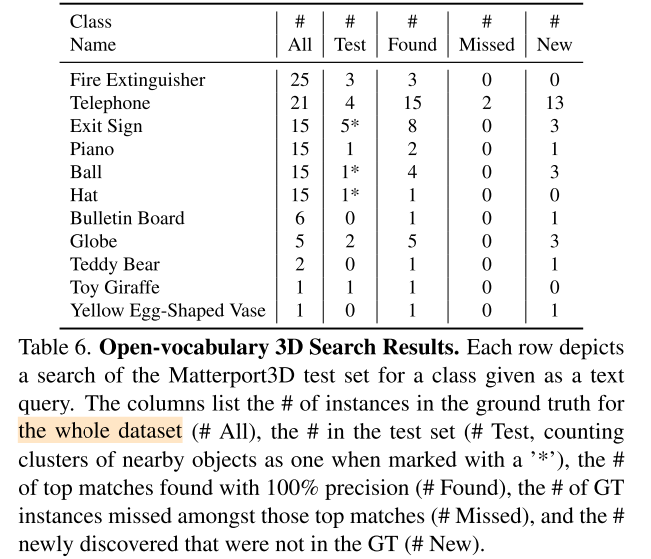 Class # # # # #
Name All Test Found Missed New
Fire Extinguisher 25 3 3 0 0
Telephone 21 4 15 2 13
Exit Sign 15 5* 8 0 3
Piano 15 1 2 0 1
Ball 15 1* 4 0 3
Hat 15 1* 1 0 0
Bulletin Board 6 0 1 0 1
Globe 5 2 5 0 3
Teddy Bear 2 0 1 0 1
Toy Giraffe 1 1 1 0 0
Yellow Egg-Shaped Vase 1 0 1 0 1
Table 6. Open-vocabulary 3D Search Results. Each row depicts
a search of the Matterport3D test set for a class given as a text
query. The columns list the # of instances in the ground truth for
the whole dataset (# All), the # in the test set (# Test, counting
clusters of nearby objects as one when marked with a '*'), the #
of top matches found with 100% precision (# Found), the # of GT
instances missed amongst those top matches (# Missed), and the #
newly discovered that were not in the GT (# New).